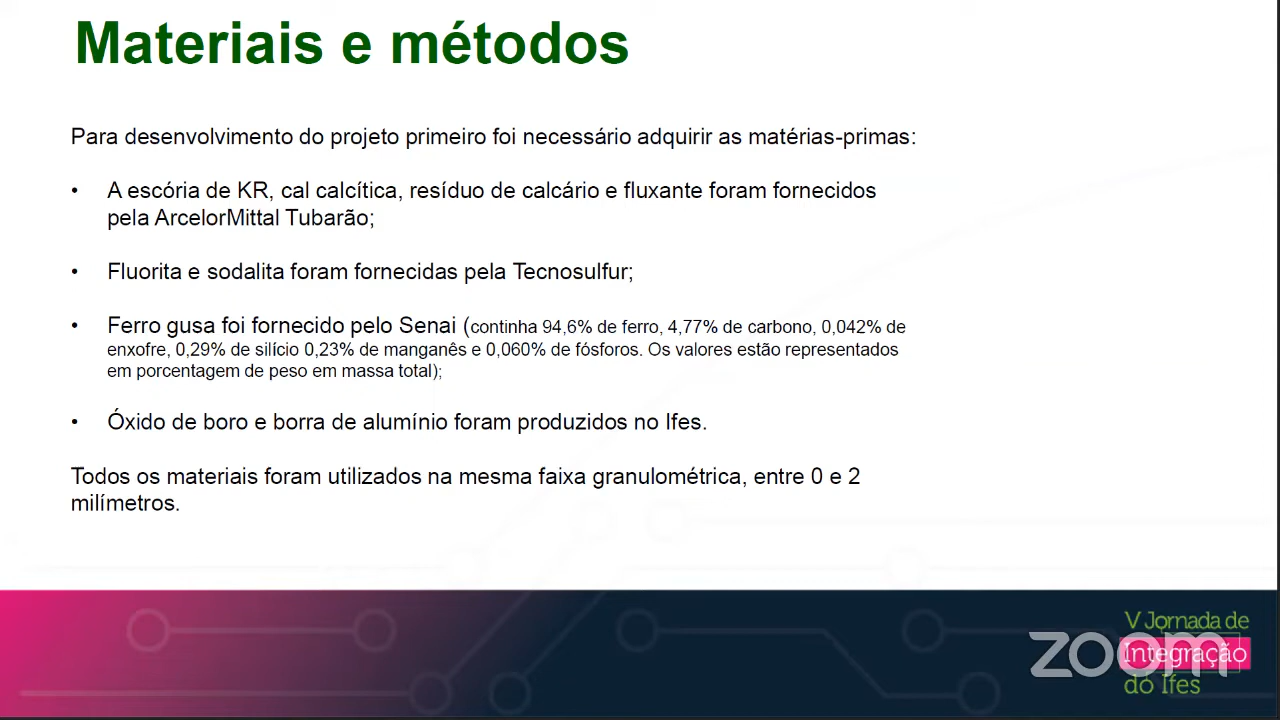 Materiais e métodos
Para desenvolvimento do projeto primeiro foi necessário adquirir as matérias-primas:
• A escória de KR, cal calcítica, resíduo de calcário e fluxante foram fornecidos
pela ArcelorMittal Tubarão;
• Fluorita e sodalita foram fornecidas pela Tecnosulfur;
• Ferro gusa foi fornecido pelo Senai (continha 94,6% de ferro, 4,77% de carbono, 0,042% de
enxofre, 0,29% de silício 0,23% de manganês e 0,060% de fósforos. Os valores estão representados
em porcentagem de peso em massa total);
• Óxido de boro e borra de alumínio foram produzidos no Ifes.
Todos os materiais foram utilizados na mesma faixa granulométrica, entre 0 e 2
milímetros.
V Jornada de
Integração
do Ifes
zoom